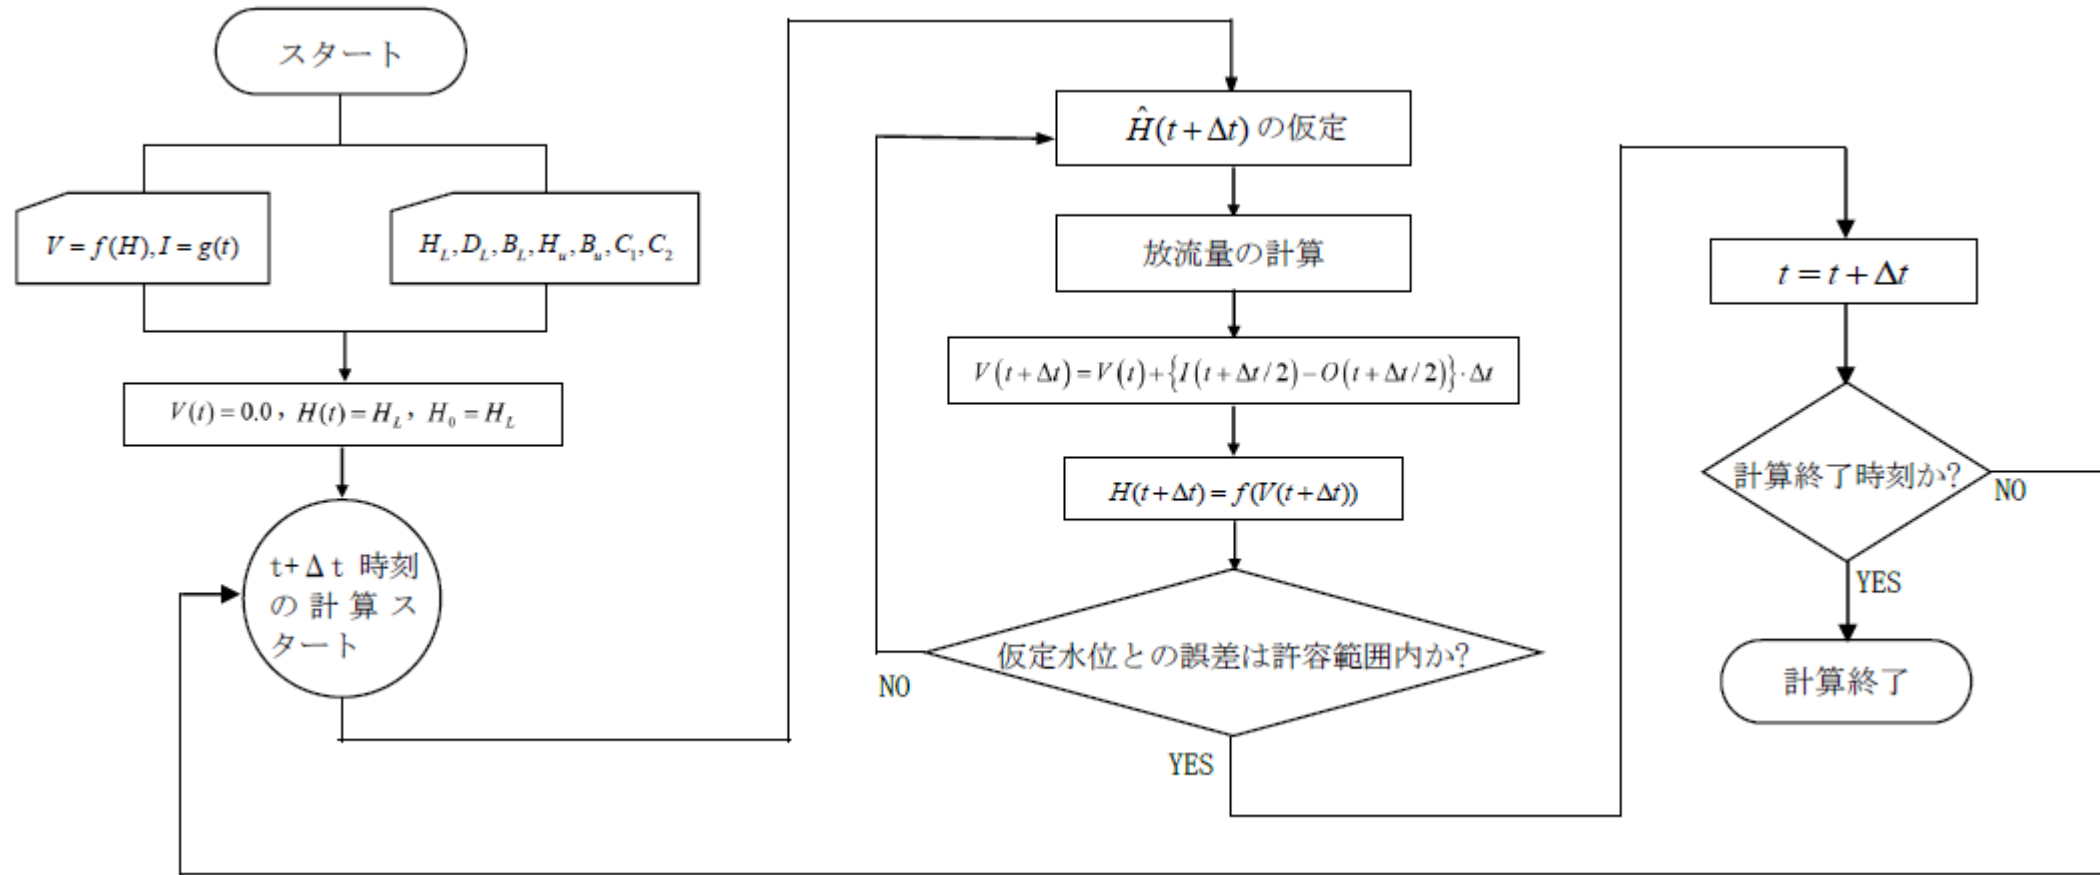 スタート
V = f(H), I = g(t)
H_L, D_L, B_L, H_u, B_u, C_1, C_2
V(t) = 0.0 , H(t) = H_L , H_0 = H_L
t+Δt 時刻
の計算ス
タート
Ĥ(t + Δt) の仮定
放流量の計算
V(t + Δt) = V(t) + {I(t + Δt/2) − O(t + Δt/2)}· Δt
H(t + Δt) = f(V(t + Δt))
仮定水位との誤差は許容範囲内か?
NO
YES
t = t + Δt
計算終了時刻か?
NO
YES
計算終了